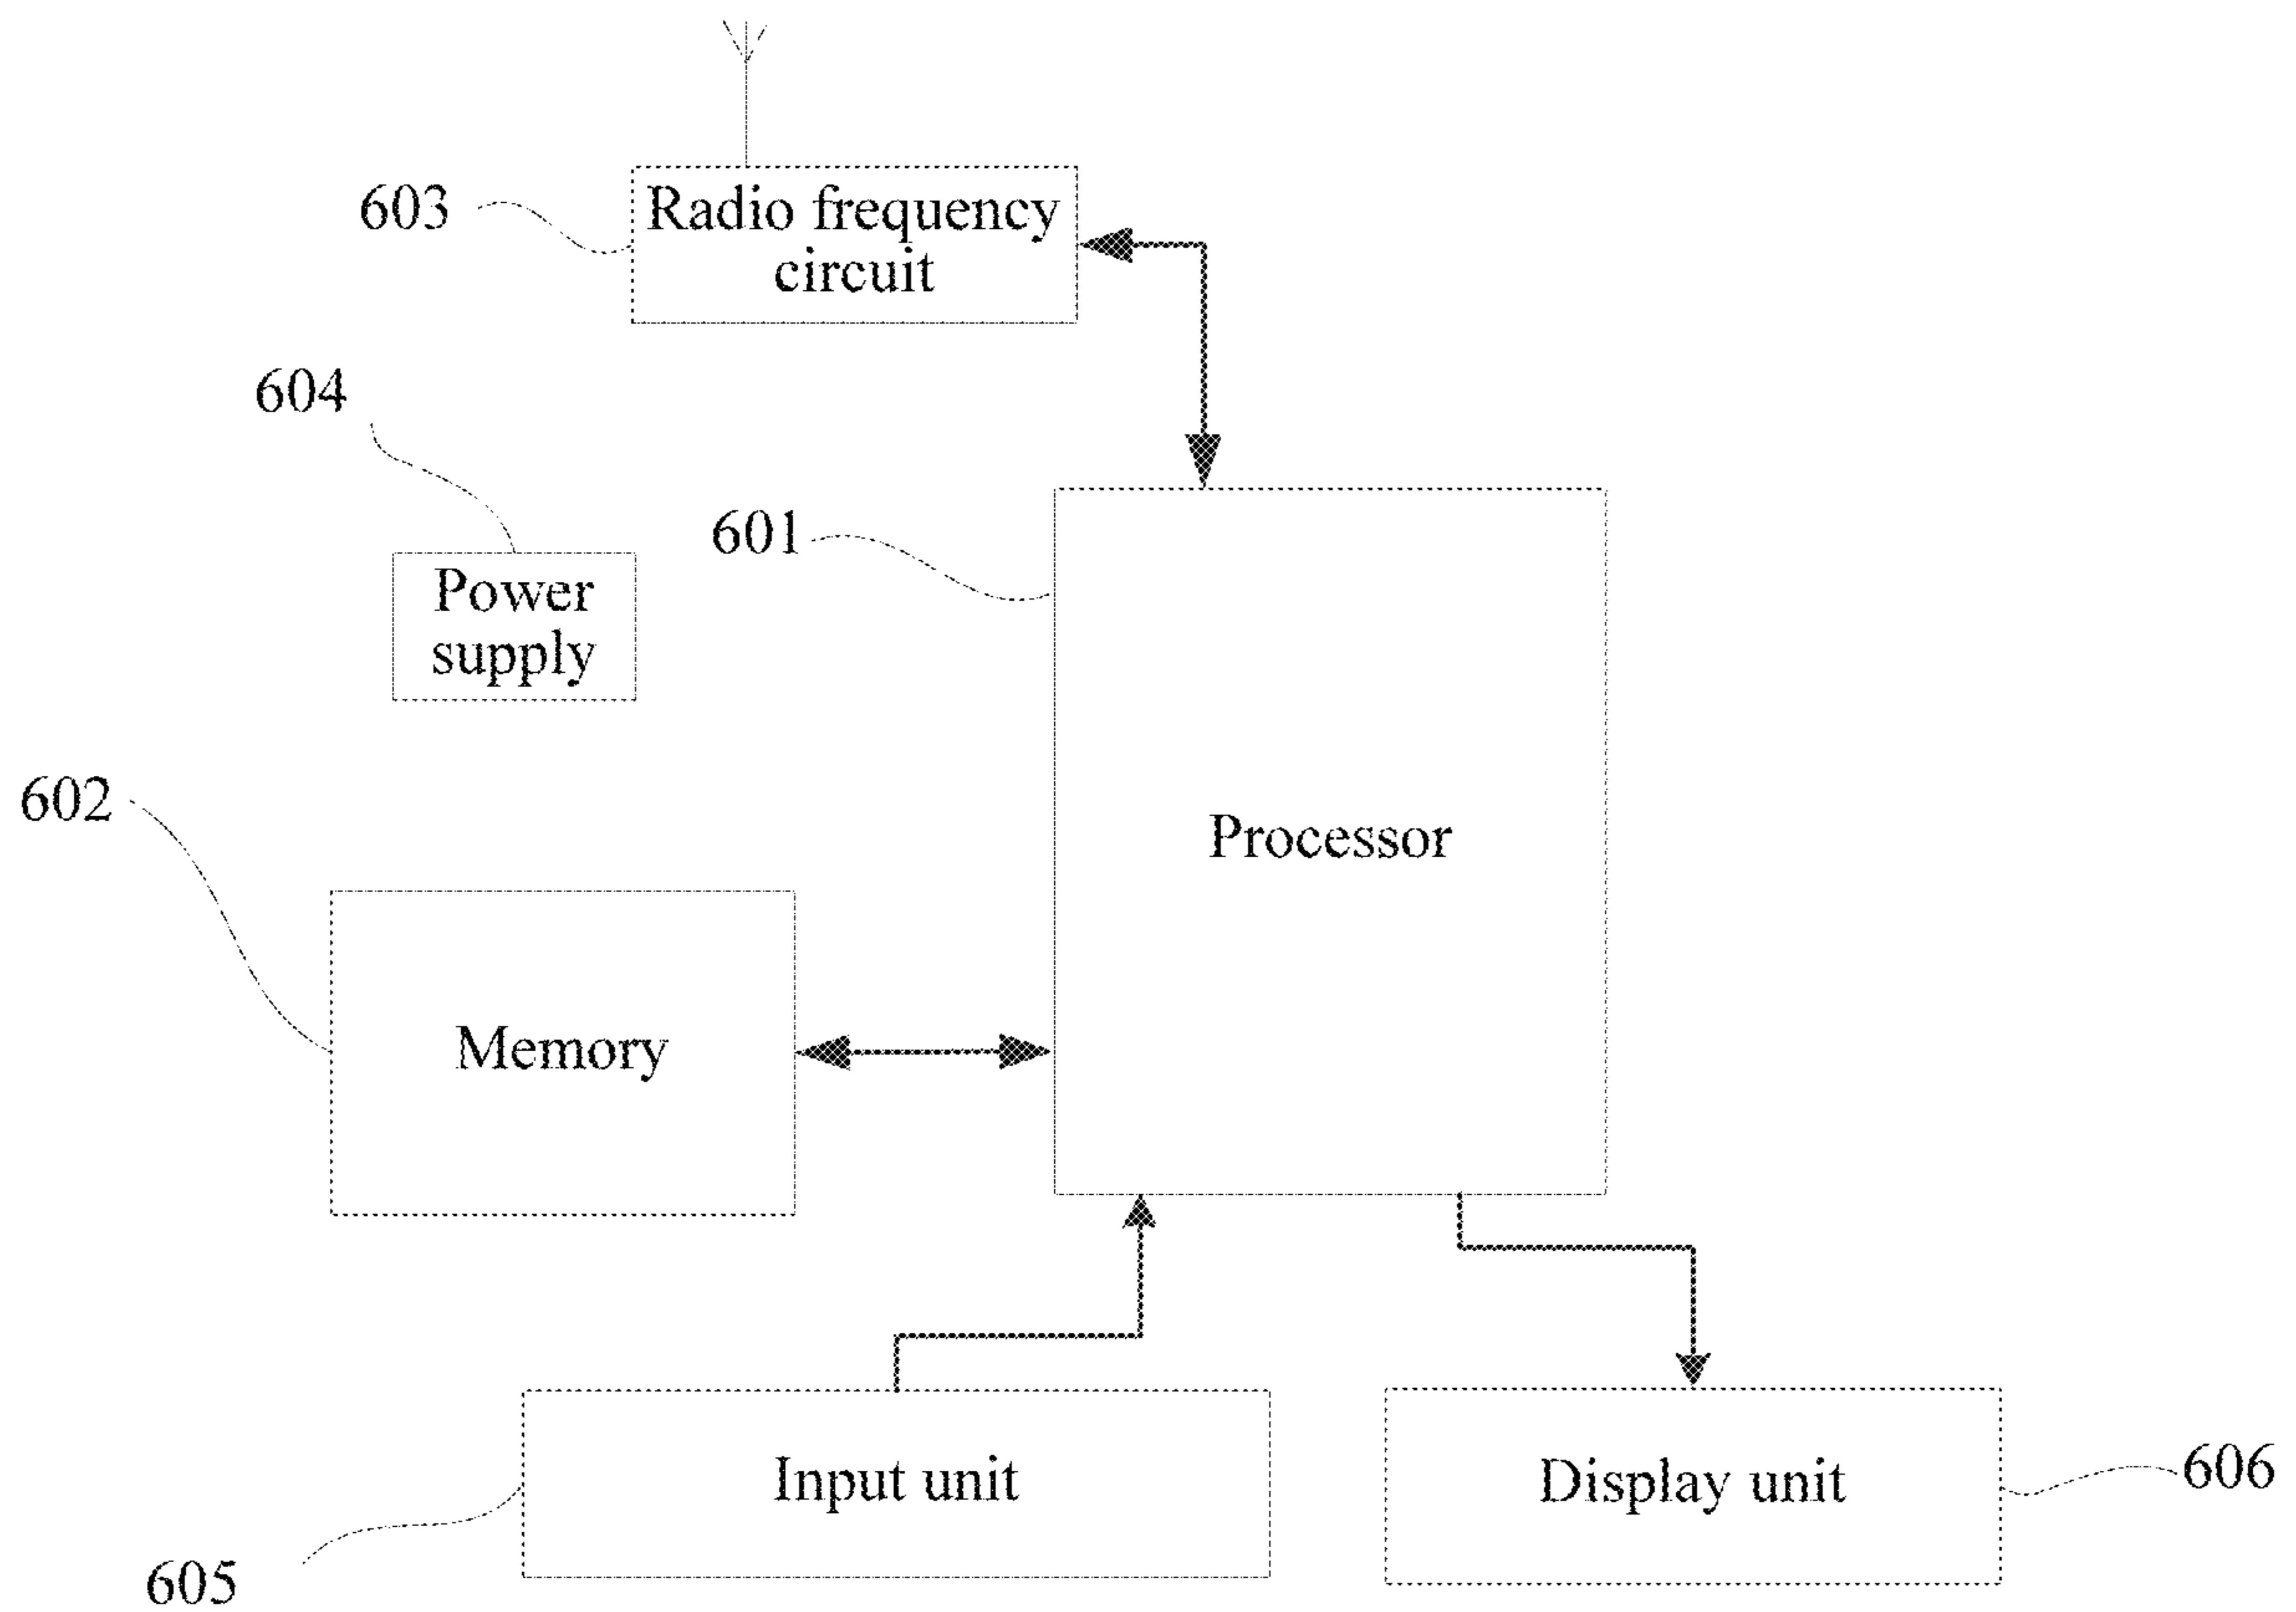 603
Radio frequency
circuit
604
601
Power
supply
602
Processor
Memory
Input unit
Display unit
606
605